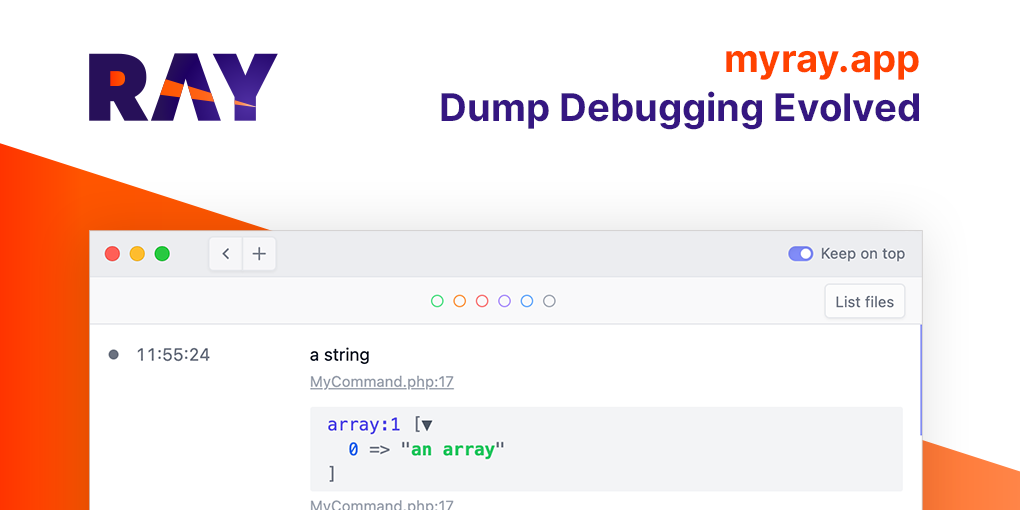 RAY
myray.app
Dump Debugging Evolved
Keep on top
List files
11:55:24
a string
MyCommand.php:17
array:1 [▼
0 => "an array"
]
MyCommand.php:17